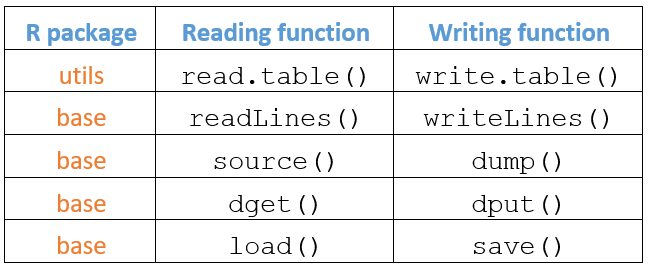 R package Reading function Writing function
utils read.table() write.table()
base readLines() writeLines()
base source() dump()
base dget() dput()
base load() save()